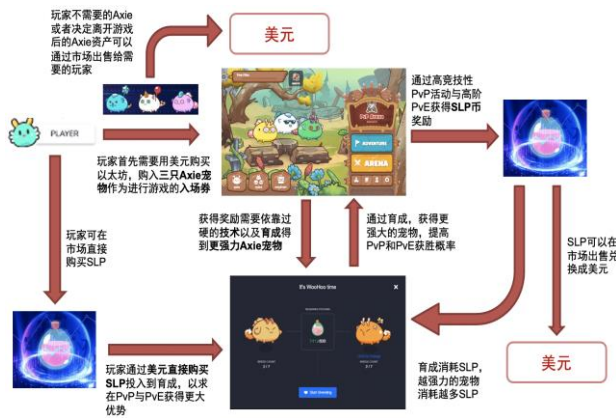 玩家不需要的Axie
或者决定离开游戏
后的Axie资产可以
通过市场出售给需
要的玩家
美元
PLAYER
玩家首先需要用美元购买
以太坊，购入三只Axie宠
物作为进行游戏的入场券
ADVENTURE
ARENA
通过高竞技性
PvP活动与高阶
PvE获得SLP币
奖励
玩家可在
市场直接
购买SLP
获得奖励需要依靠过
硬的技术以及育成得
到更强力Axie宠物
通过育成，获得更
强大的宠物，提高
PvP和PvE获胜概率
SLP可以在
市场出售兑
换成美元
It's WooHoo time
玩家通过美元直接购买
SLP投入到育成，以求
在PvP与PvE获得更大
优势
育成消耗SLP，
越强力的宠物
消耗越多SLP
美元